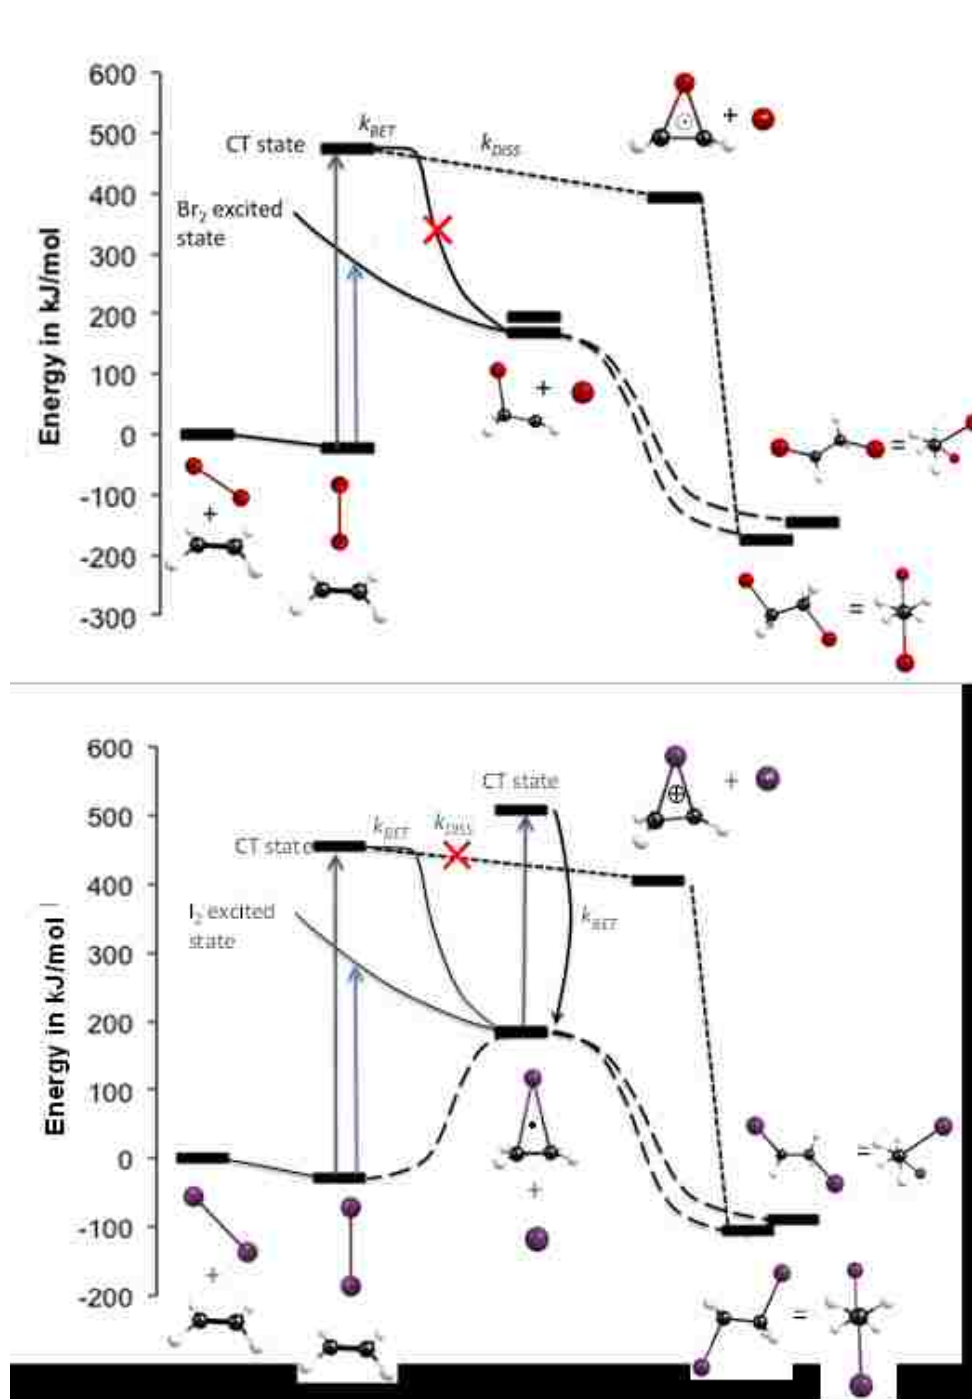 600
500
400
300
200
100
0
-100
-200
-300
Energy in kJ/mol
CT state
k_BET
k_DISS
Br₂ excited
state
+
+
+
=
=
600
500
400
300
200
100
0
-100
-200
Energy in kJ/mol
CT state
CT state
k_BET
k_DISS
I₂ excited
state
k_BET
+
+
+
=
=